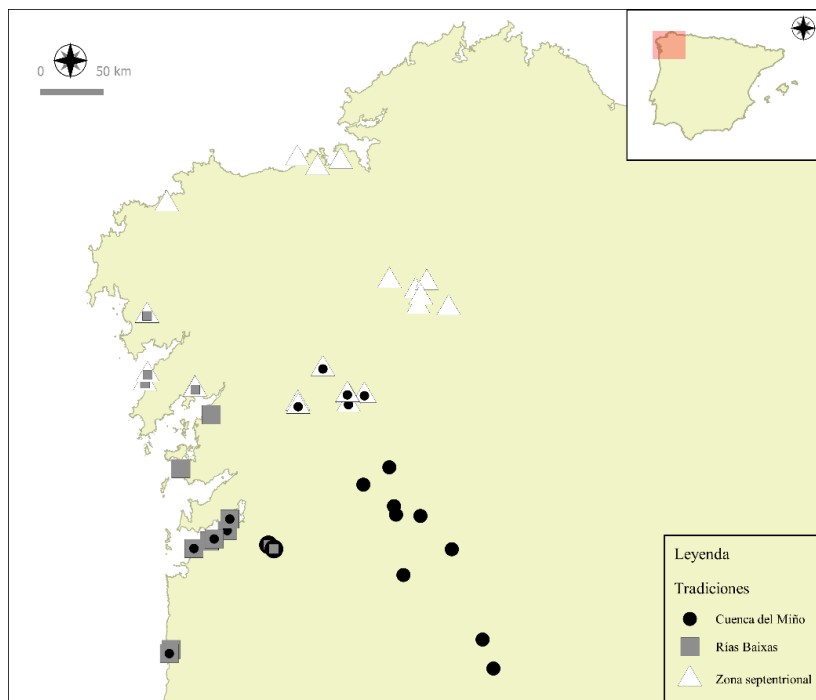 0 50 km
Leyenda
Tradiciones
Cuenca del Miño
Rías Baixas
Zona septentrional